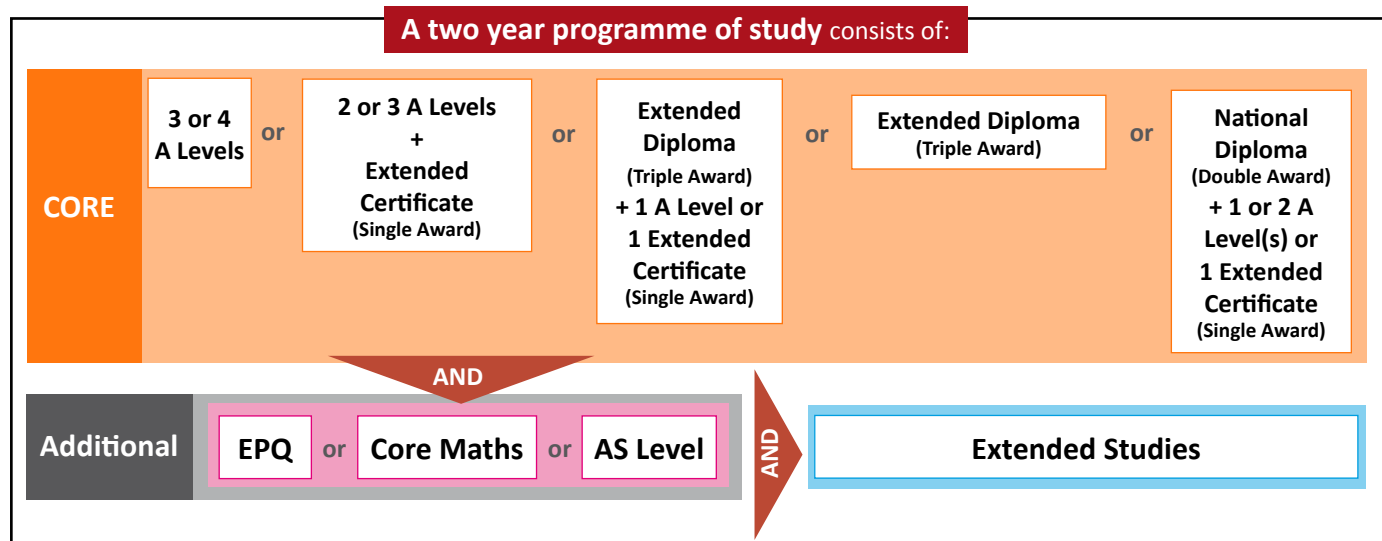 A two year programme of study consists of:
CORE
3 or 4
A Levels
or
2 or 3 A Levels
+
Extended
Certificate
(Single Award)
or
Extended
Diploma
(Triple Award)
+ 1 A Level or
1 Extended
Certificate
(Single Award)
or
Extended Diploma
(Triple Award)
or
National
Diploma
(Double Award)
+ 1 or 2 A
Level(s) or
1 Extended
Certificate
(Single Award)
AND
Additional
EPQ
or
Core Maths
or
AS Level
AND
Extended Studies